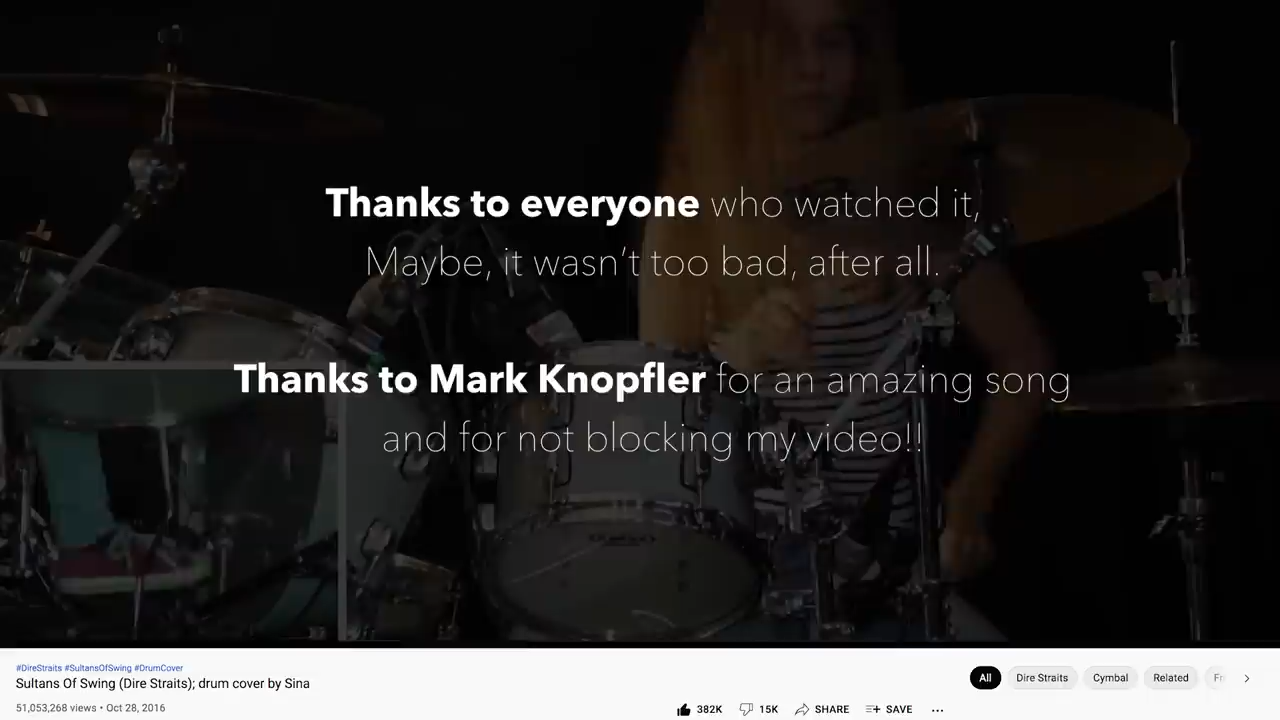 Thanks to everyone who watched it,
Maybe, it wasn't too bad, after all.
Thanks to Mark Knopfler for an amazing song
and for not blocking my video!!
#DireStraits #SultansOfSwing #DrumCover
Sultans Of Swing (Dire Straits); drum cover by Sina
51,053,268 views • Oct 28, 2016
382K 15K SHARE SAVE
All Dire Straits Cymbal Related